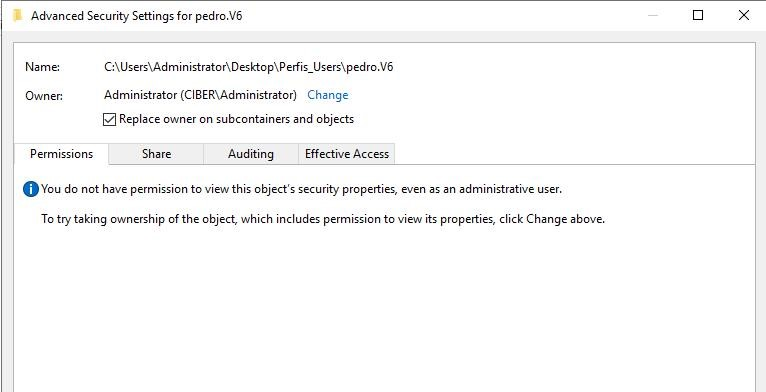 Advanced Security Settings for pedro.V6
Name: C:\Users\Administrator\Desktop\Perfis_Users\pedro.V6
Owner: Administrator (CIBER\Administrator) Change
Replace owner on subcontainers and objects
Permissions Share Auditing Effective Access
You do not have permission to view this object's security properties, even as an administrative user.
To try taking ownership of the object, which includes permission to view its properties, click Change above.